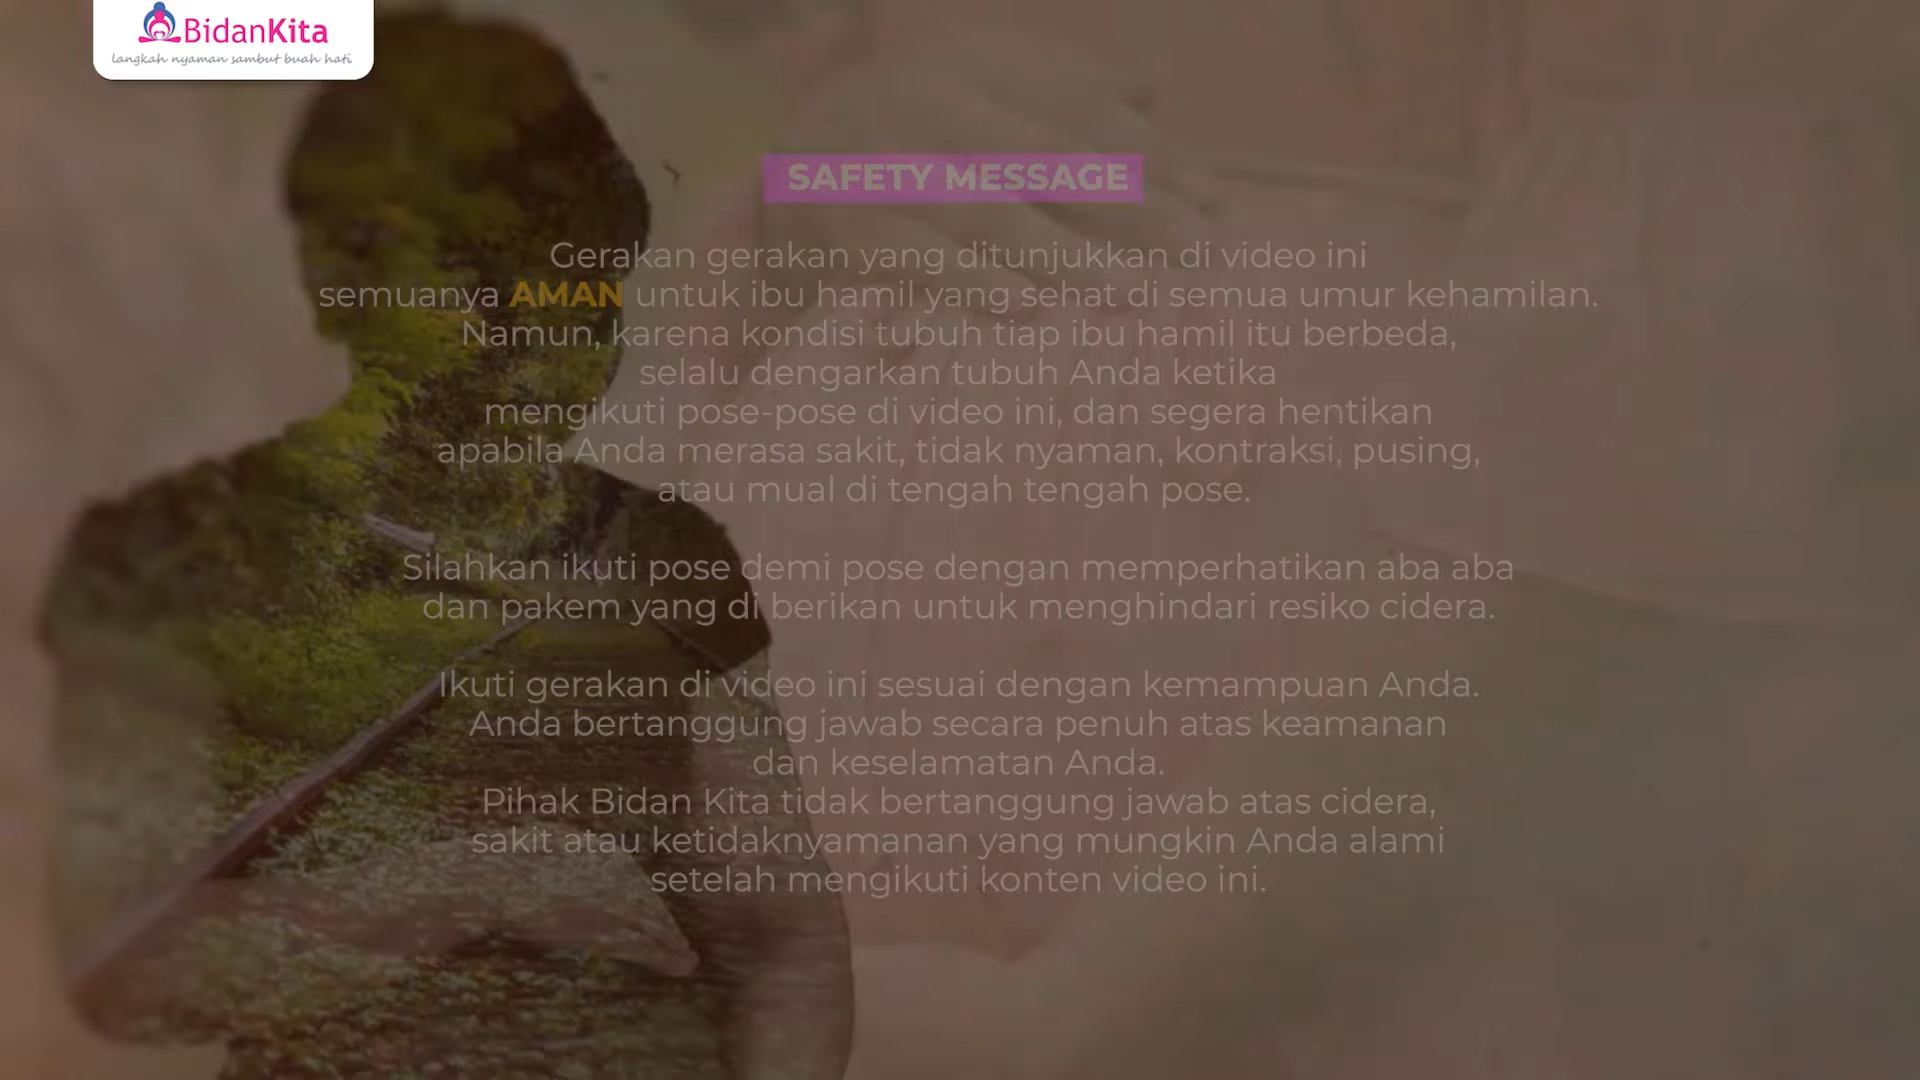 BidanKita
langkah nyaman sambut buah hati
SAFETY MESSAGE
Gerakan gerakan yang ditunjukkan di video ini
semuanya AMAN untuk ibu hamil yang sehat di semua umur kehamilan.
Namun, karena kondisi tubuh tiap ibu hamil itu berbeda,
selalu dengarkan tubuh Anda ketika
mengikuti pose-pose di video ini, dan segera hentikan
apabila Anda merasa sakit, tidak nyaman, kontraksi, pusing,
atau mual di tengah tengah pose.
Silahkan ikuti pose demi pose dengan memperhatikan aba aba
dan pakem yang di berikan untuk menghindari resiko cidera.
Ikuti gerakan di video ini sesuai dengan kemampuan Anda.
Anda bertanggung jawab secara penuh atas keamanan
dan keselamatan Anda.
Pihak Bidan Kita tidak bertanggung jawab atas cidera,
sakit atau ketidaknyamanan yang mungkin Anda alami
setelah mengikuti konten video ini.